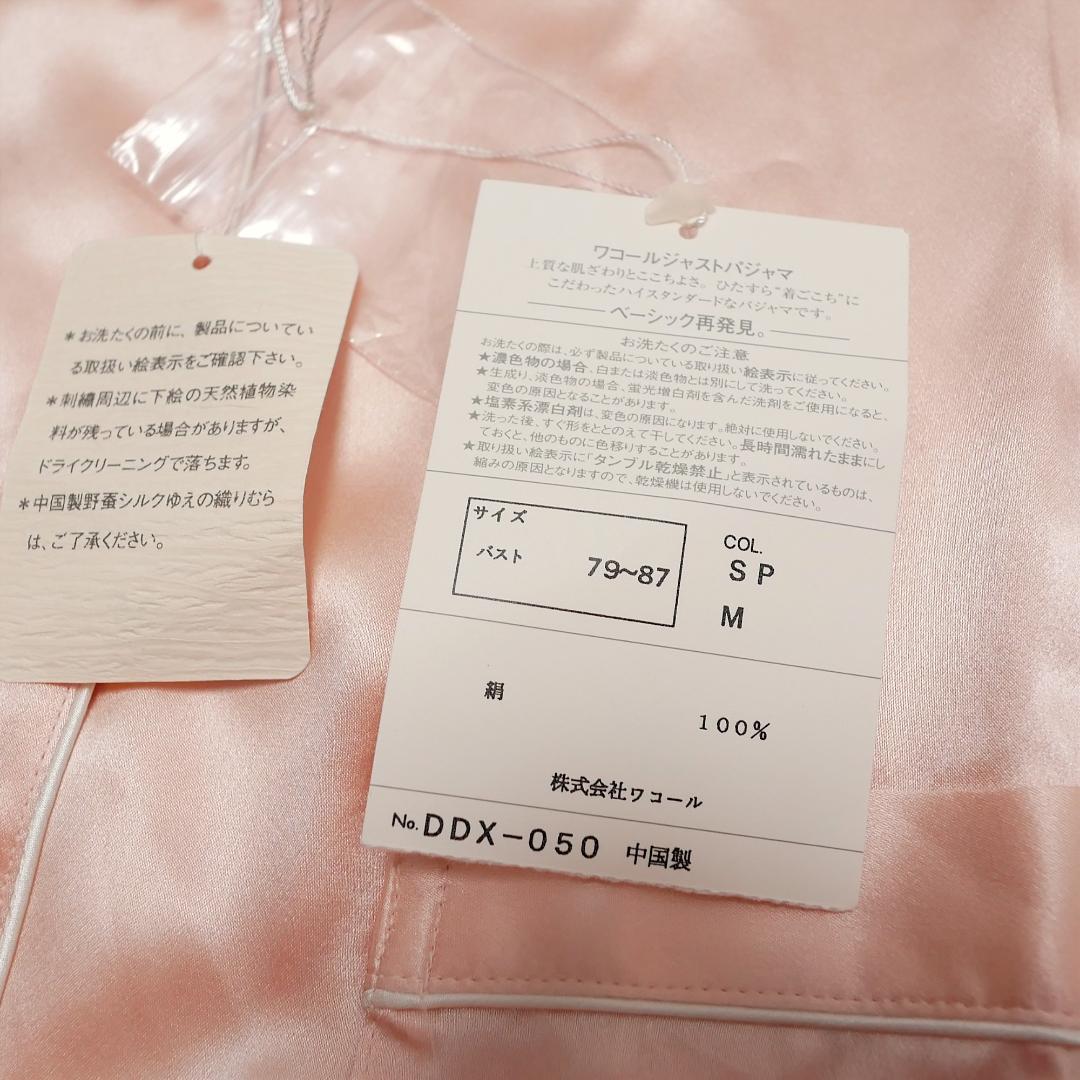 ＊お洗たくの前に、製品についてい
る取扱い絵表示をご確認下さい。
＊刺繡周辺に下絵の天然植物染
料が残っている場合がありますが、
ドライクリーニングで落ちます。
＊中国製野蚕シルクゆえの織りむら
は、ご了承ください。
ワコールジャストパジャマ
上質な肌ざわりとここちよさ。ひたすら“着ごこち”に
こだわったハイスタンダードなパジャマです。
ベーシック再発見。
お洗たくのご注意
お洗たくの際は、必ず製品についている取り扱い絵表示に従ってください。
★濃色物の場合、白または淡色物とは別にして洗ってください。
★生成り、淡色物の場合、蛍光増白剤を含んだ洗剤をご使用になると、
変色の原因となることがあります。
★塩素系漂白剤は、変色の原因になります。絶対に使用しないでください。
★洗った後、すぐ形をととのえて干してください。長時間濡れたままにし
ておくと、他のものに色移りすることがあります。
★取り扱い絵表示に「タンブル乾燥禁止」と表示されているものは、
縮みの原因となりますので、乾燥機は使用しないでください。
サイズ
バスト 79~87
COL.
SP
M
絹 100%
株式会社ワコール
No. DDX-050 中国製